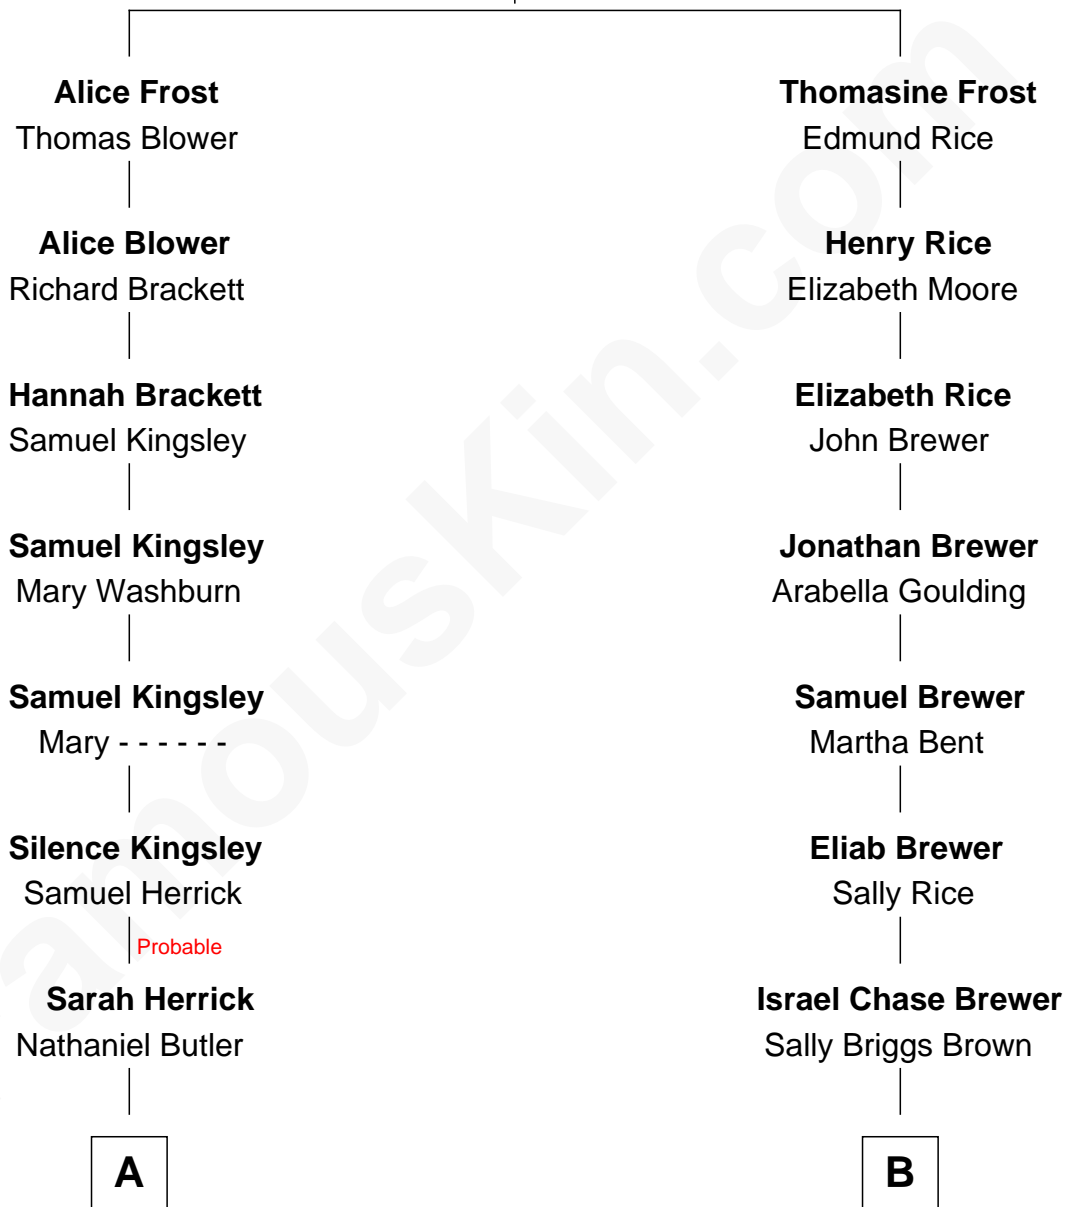 Alice Frost
Thomas Blower
Alice Blower
Richard Brackett
Hannah Brackett
Samuel Kingsley
Samuel Kingsley
Mary Washburn
Samuel Kingsley
Mary - - - - - -
Silence Kingsley
Samuel Herrick
Probable
Sarah Herrick
Nathaniel Butler
A
Thomasine Frost
Edmund Rice
Henry Rice
Elizabeth Moore
Elizabeth Rice
John Brewer
Jonathan Brewer
Arabella Goulding
Samuel Brewer
Martha Bent
Eliab Brewer
Sally Rice
Israel Chase Brewer
Sally Briggs Brown
B
amouskin.com